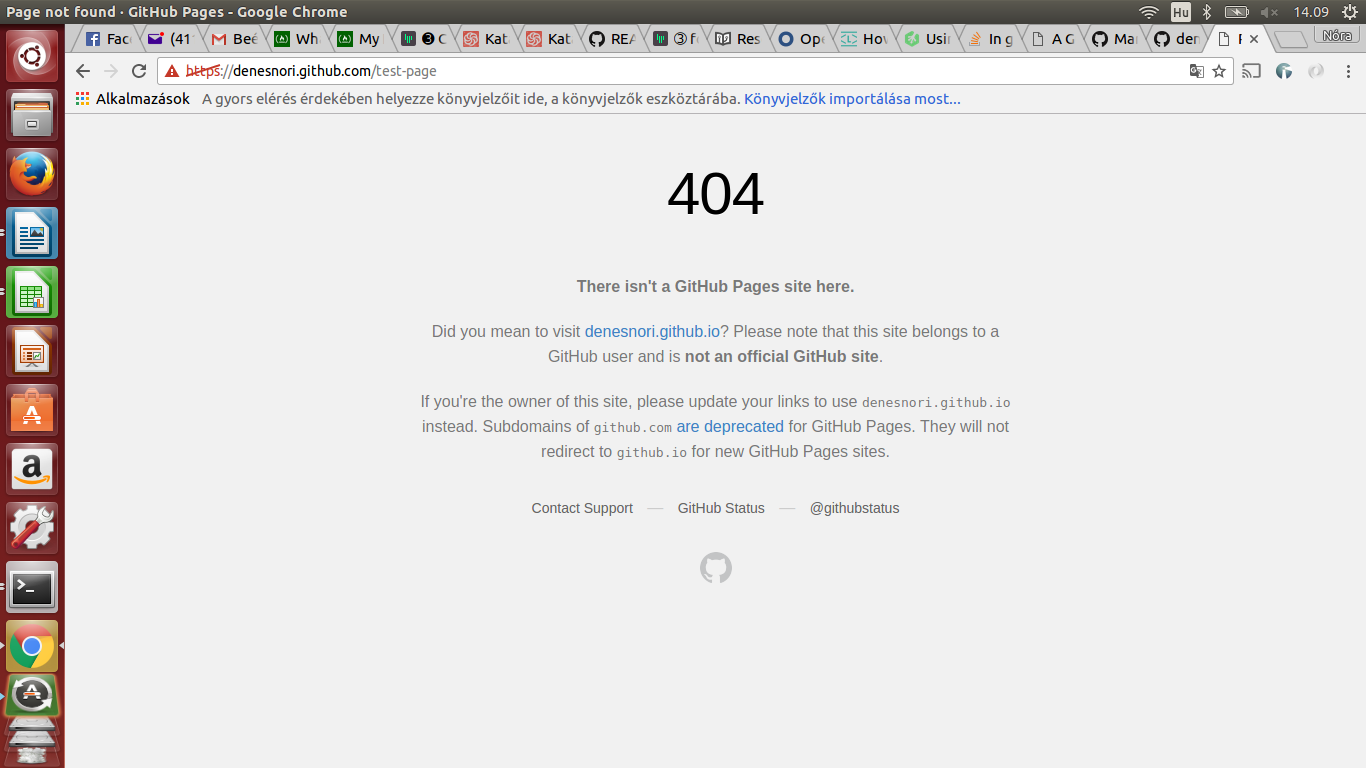 Page not found · GitHub Pages - Google Chrome
Hu
14.09
Fac
(41
Beé
Wh
My
➌ C
Kat
Kat
REA
➂ f
Res
Ope
Hov
Usin
In g
A G
Ma
den
Nóra
https://denesnori.github.com/test-page
Alkalmazások A gyors elérés érdekében helyezze könyvjelzőit ide, a könyvjelzők eszköztárába. Könyvjelzők importálása most...
404
There isn't a GitHub Pages site here.
Did you mean to visit denesnori.github.io? Please note that this site belongs to a
GitHub user and is not an official GitHub site.
If you're the owner of this site, please update your links to use denesnori.github.io
instead. Subdomains of github.com are deprecated for GitHub Pages. They will not
redirect to github.io for new GitHub Pages sites.
Contact Support — GitHub Status — @githubstatus